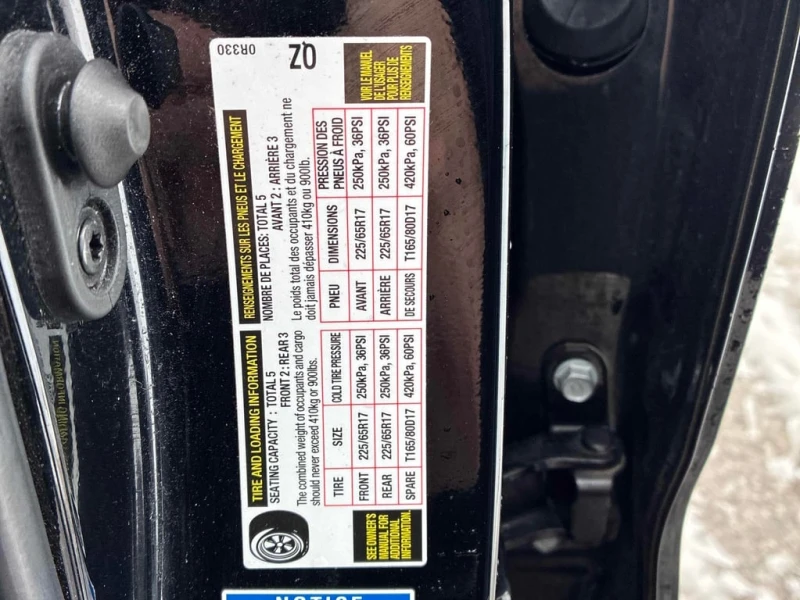 TIRE AND LOADING INFORMATION
SEATING CAPACITY : TOTAL 5
FRONT 2 : REAR 3
The combined weight of occupants and cargo
should never exceed 410kg or 900lbs.
TIRE SIZE COLD TIRE PRESSURE
FRONT 225/65R17 250kPa, 36PSI
REAR 225/65R17 250kPa, 36PSI
SPARE T165/80D17 420kPa, 60PSI
SEE OWNER'S
MANUAL FOR
ADDITIONAL
INFORMATION.
RENSEIGNEMENTS SUR LES PNEUS ET LE CHARGEMENT
NOMBRE DE PLACES: TOTAL 5
AVANT 2 : ARRIÈRE 3
Le poids total des occupants et du chargement ne
doit jamais dépasser 410kg ou 900lb.
PNEU DIMENSIONS PRESSION DES
PNEUS À FROID
AVANT 225/65R17 250kPa, 36PSI
ARRIÈRE 225/65R17 250kPa, 36PSI
DE SECOURS T165/80D17 420kPa, 60PSI
VOIR LE MANUEL
DE L'USAGER
POUR PLUS DE
RENSEIGNEMENTS
0R330
QZ
NOTICE